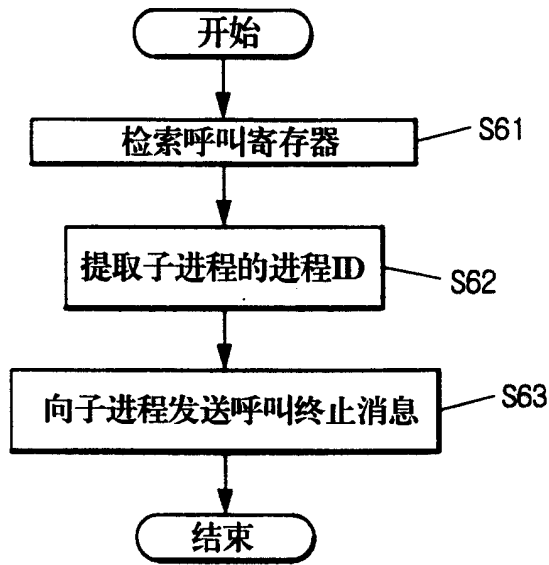 开始
检索呼叫寄存器
S61
提取子进程的进程ID
S62
向子进程发送呼叫终止消息
S63
结束